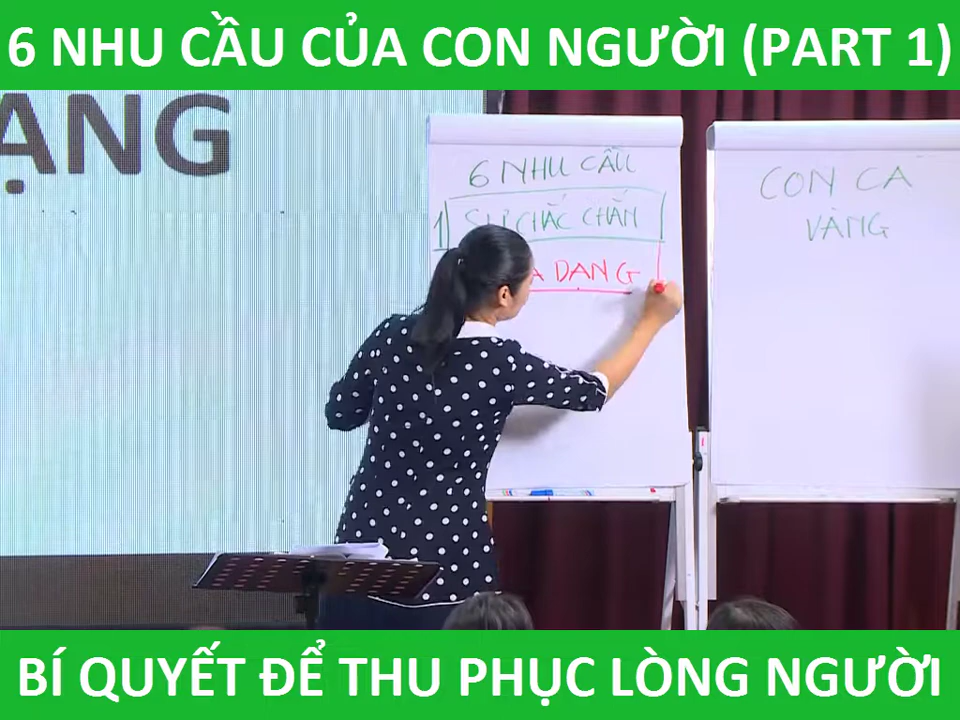 6 NHU CẦU CỦA CON NGƯỜI (PART 1)
ẠNG
6 NHU CẦU
1 SỰ CHẮC CHẮN
A DẠNG
CON CA
VÀNG
BÍ QUYẾT ĐỂ THU PHỤC LÒNG NGƯỜI